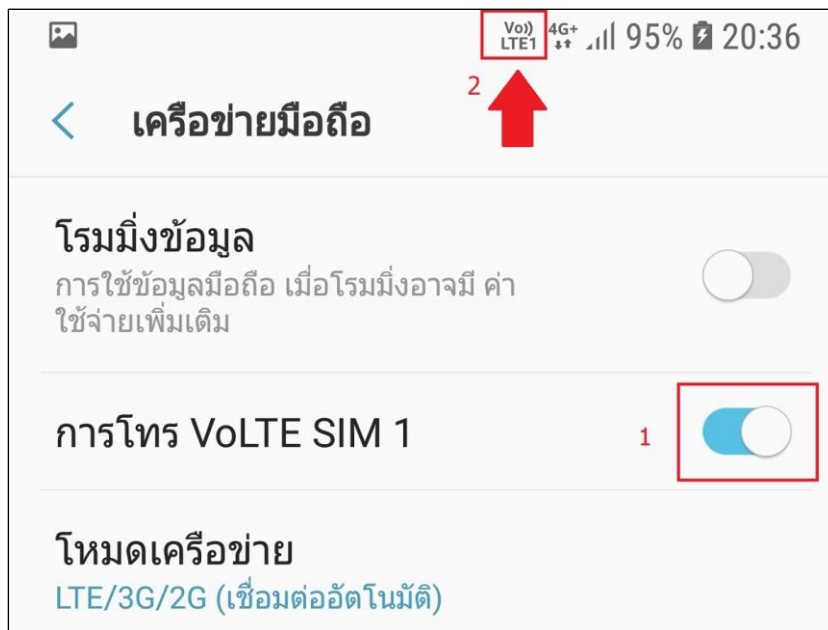 Vo)) 4G+ 95% 20:36
LTE1
2
เครือข่ายมือถือ
โรมมิ่งข้อมูล
การใช้ข้อมูลมือถือ เมื่อโรมมิ่งอาจมี ค่า
ใช้จ่ายเพิ่มเติม
การโทร VoLTE SIM 1
1
โหมดเครือข่าย
LTE/3G/2G (เชื่อมต่ออัตโนมัติ)